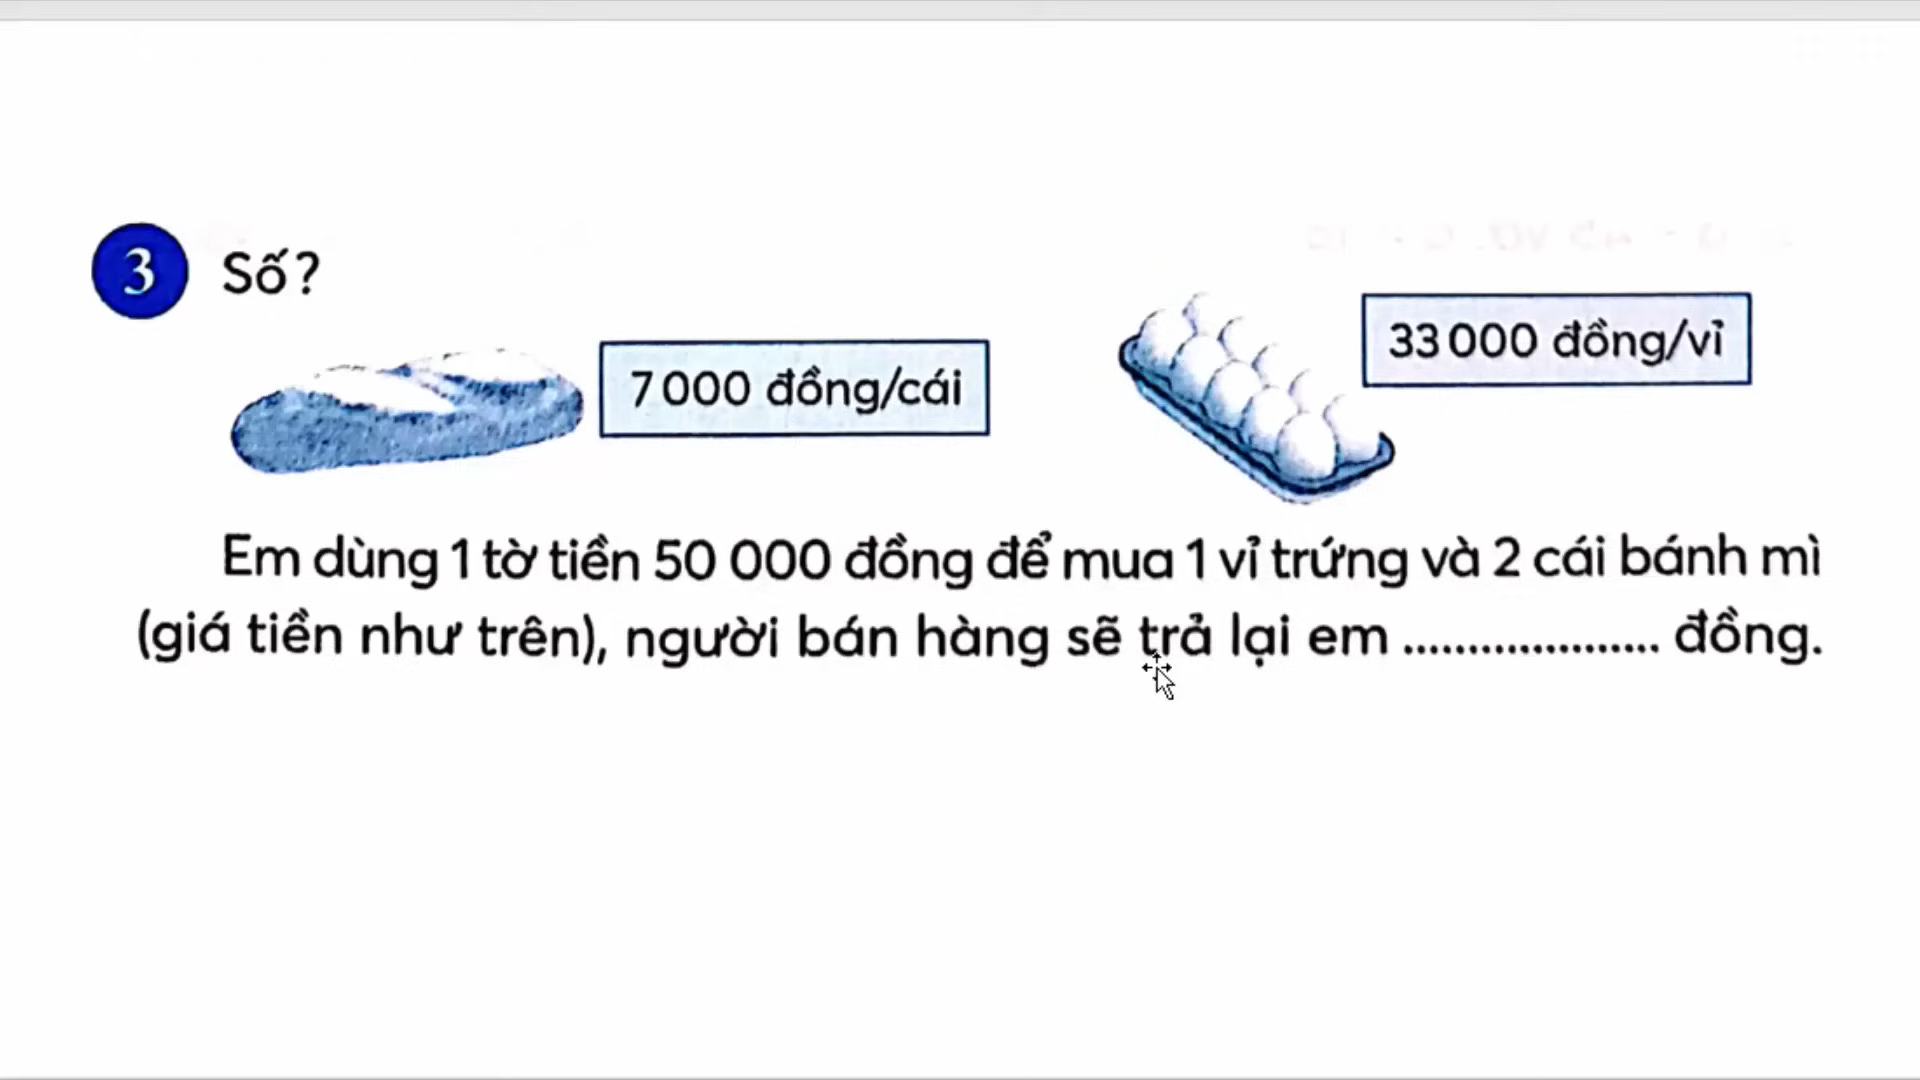 3 Số?
7 000 đồng/cái
33 000 đồng/vỉ
Em dùng 1 tờ tiền 50 000 đồng để mua 1 vỉ trứng và 2 cái bánh mì
(giá tiền như trên), người bán hàng sẽ trả lại em .................... đồng.